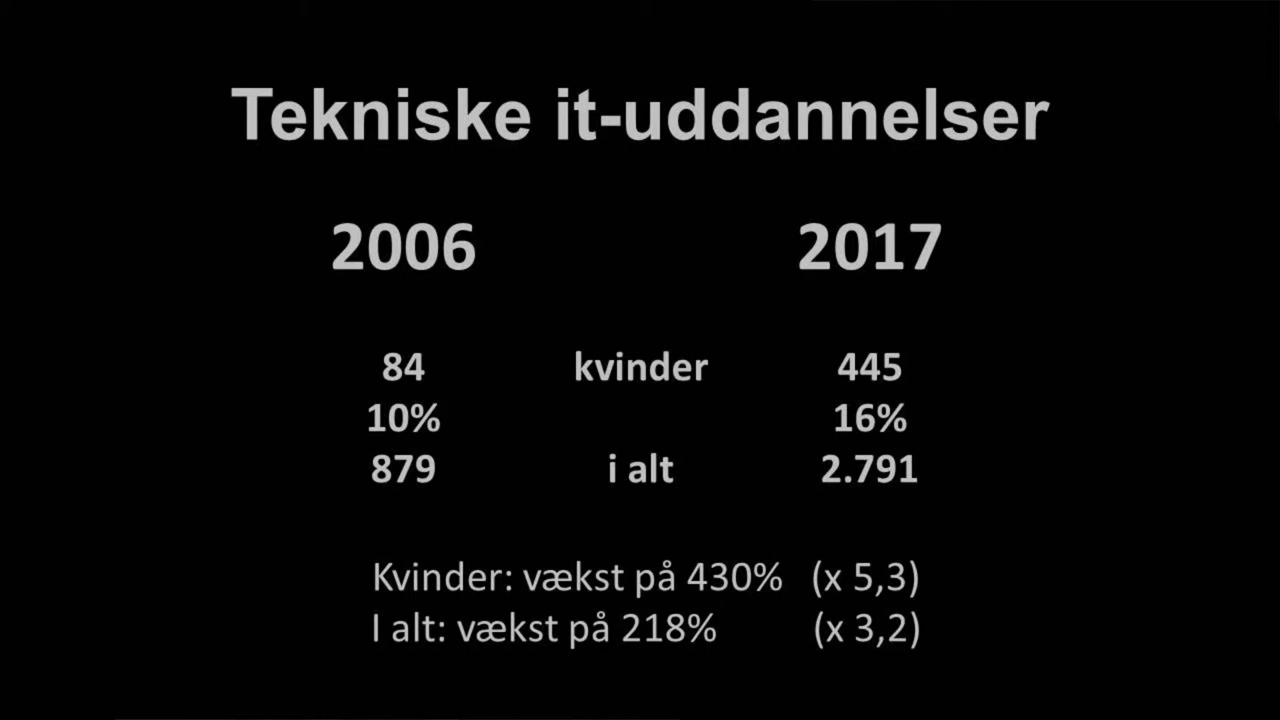 Tekniske it-uddannelser
2006 2017
84 kvinder 445
10% 16%
879 i alt 2.791
Kvinder: vækst på 430% (x 5,3)
I alt: vækst på 218% (x 3,2)